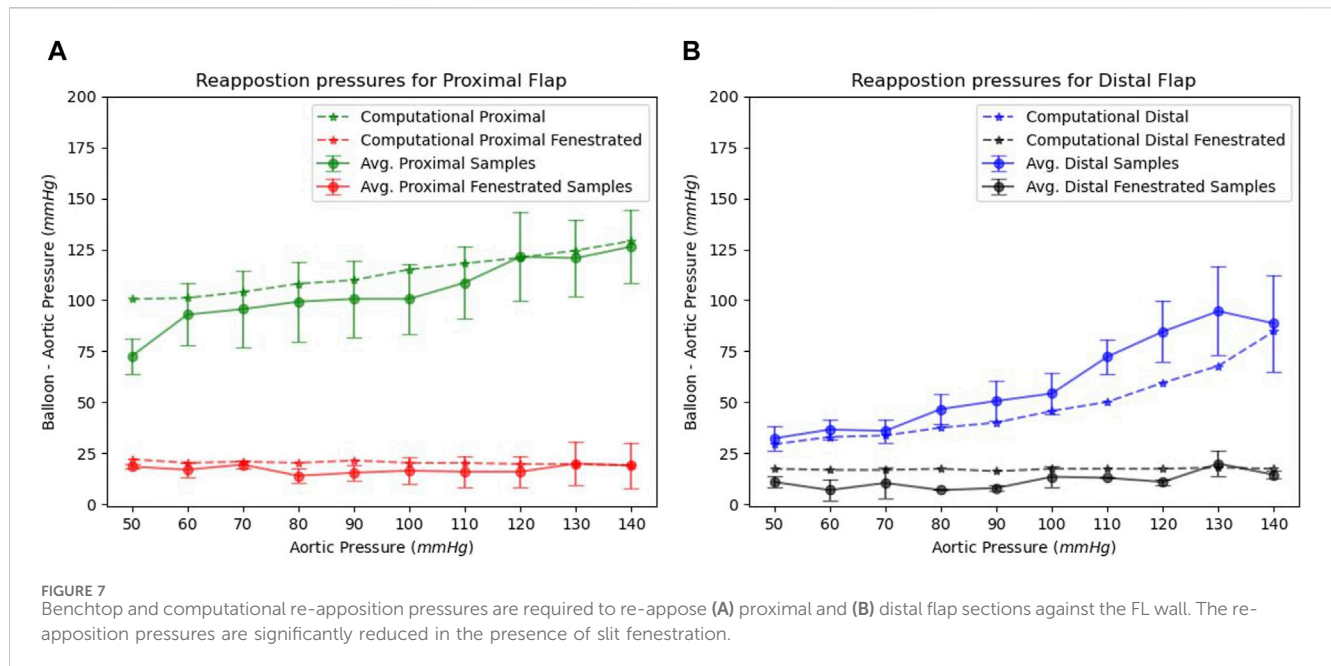 A
Reappostion pressures for Proximal Flap
Computational Proximal
Computational Proximal Fenestrated
Avg. Proximal Samples
Avg. Proximal Fenestrated Samples
Balloon - Aortic Pressure (mmHg)
200
175
150
125
100
75
50
25
0
50 60 70 80 90 100 110 120 130 140
Aortic Pressure (mmHg)
B
Reappostion pressures for Distal Flap
Computational Distal
Computational Distal Fenestrated
Avg. Distal Samples
Avg. Distal Fenestrated Samples
Balloon - Aortic Pressure (mmHg)
200
175
150
125
100
75
50
25
0
50 60 70 80 90 100 110 120 130 140
Aortic Pressure (mmHg)
FIGURE 7
Benchtop and computational re-apposition pressures are required to re-appose (A) proximal and (B) distal flap sections against the FL wall. The re-
apposition pressures are significantly reduced in the presence of slit fenestration.